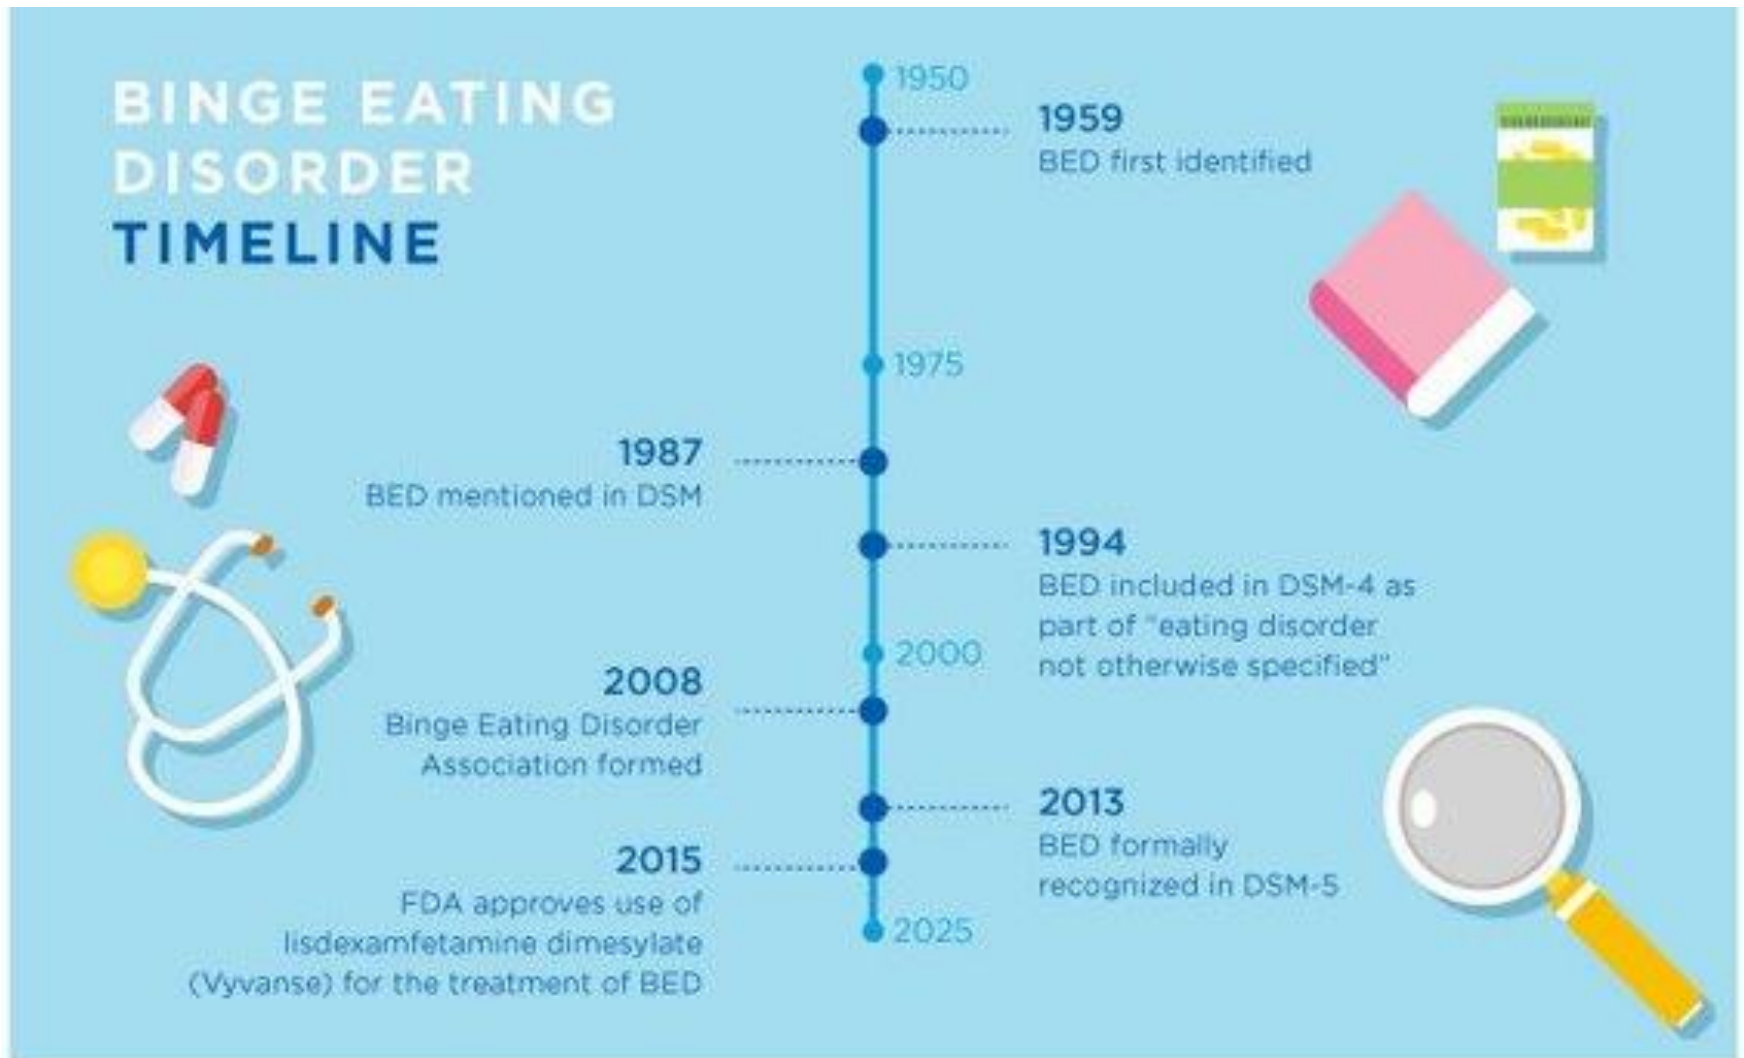 BINGE EATING
DISORDER
TIMELINE
1950
1959
BED first identified
1975
1987
BED mentioned in DSM
1994
BED included in DSM-4 as
part of "eating disorder
not otherwise specified"
2000
2008
Binge Eating Disorder
Association formed
2013
BED formally
recognized in DSM-5
2015
FDA approves use of
lisdexamfetamine dimesylate
(Vyvanse) for the treatment of BED
2025